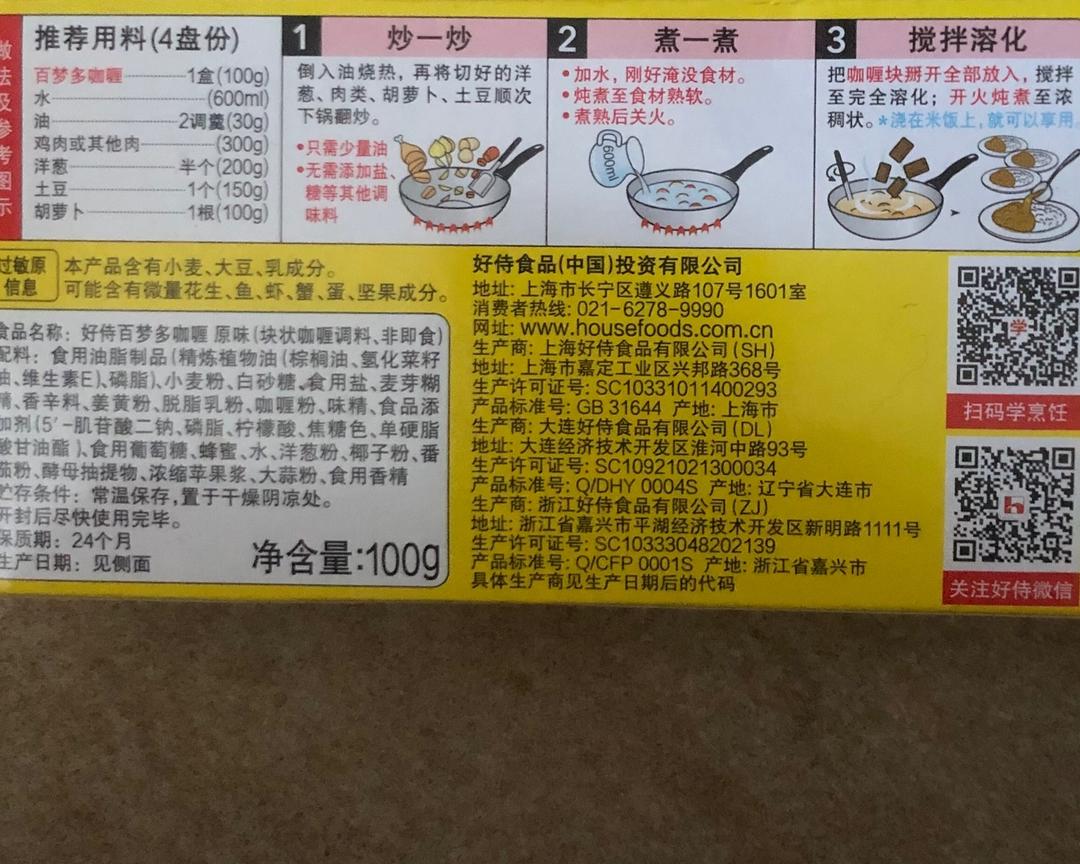 做法及参考图示
推荐用料(4盘份)
百梦多咖喱 1盒(100g)
水 (600ml)
油 2调羹(30g)
鸡肉或其他肉 (300g)
洋葱 半个(200g)
土豆 1个(150g)
胡萝卜 1根(100g)
1 炒一炒
倒入油烧热，再将切好的洋
葱、肉类、胡萝卜、土豆顺次
下锅翻炒。
•只需少量油
•无需添加盐、
糖等其他调
味料
2 煮一煮
•加水，刚好淹没食材。
•炖煮至食材熟软。
•煮熟后关火。
600ml
3 搅拌溶化
把咖喱块掰开全部放入，搅拌
至完全溶化；开火炖煮至浓
稠状。*浇在米饭上，就可以享用
过敏原
信息
本产品含有小麦、大豆、乳成分。
可能含有微量花生、鱼、虾、蟹、蛋、坚果成分。
食品名称：好侍百梦多咖喱 原味(块状咖喱调料、非即食)
配料：食用油脂制品(精炼植物油(棕榈油、氢化菜籽
油、维生素E)、磷脂)、小麦粉、白砂糖、食用盐、麦芽糊
精、香辛料、姜黄粉、脱脂乳粉、咖喱粉、味精、食品添
加剂(5'-肌苷酸二钠、磷脂、柠檬酸、焦糖色、单硬脂
酸甘油酯)、食用葡萄糖、蜂蜜、水、洋葱粉、椰子粉、番
茄粉、酵母抽提物、浓缩苹果浆、大蒜粉、食用香精
贮存条件：常温保存，置于干燥阴凉处。
开封后尽快使用完毕。
保质期：24个月
生产日期：见侧面
净含量:100g
好侍食品(中国)投资有限公司
地址：上海市长宁区遵义路107号1601室
消费者热线: 021-6278-9990
网址: www.housefoods.com.cn
生产商: 上海好侍食品有限公司(SH)
地址: 上海市嘉定工业区兴邦路368号
生产许可证号: SC10331011400293
产品标准号: GB 31644 产地: 上海市
生产商: 大连好侍食品有限公司(DL)
地址: 大连经济技术开发区淮河中路93号
生产许可证号: SC10921021300034
产品标准号: Q/DHY 0004S 产地: 辽宁省大连市
生产商: 浙江好侍食品有限公司(ZJ)
地址: 浙江省嘉兴市平湖经济技术开发区新明路1111号
生产许可证号: SC10333048202139
产品标准号: Q/CFP 0001S 产地: 浙江省嘉兴市
具体生产商见生产日期后的代码
学
扫码学烹饪
关注好侍微信